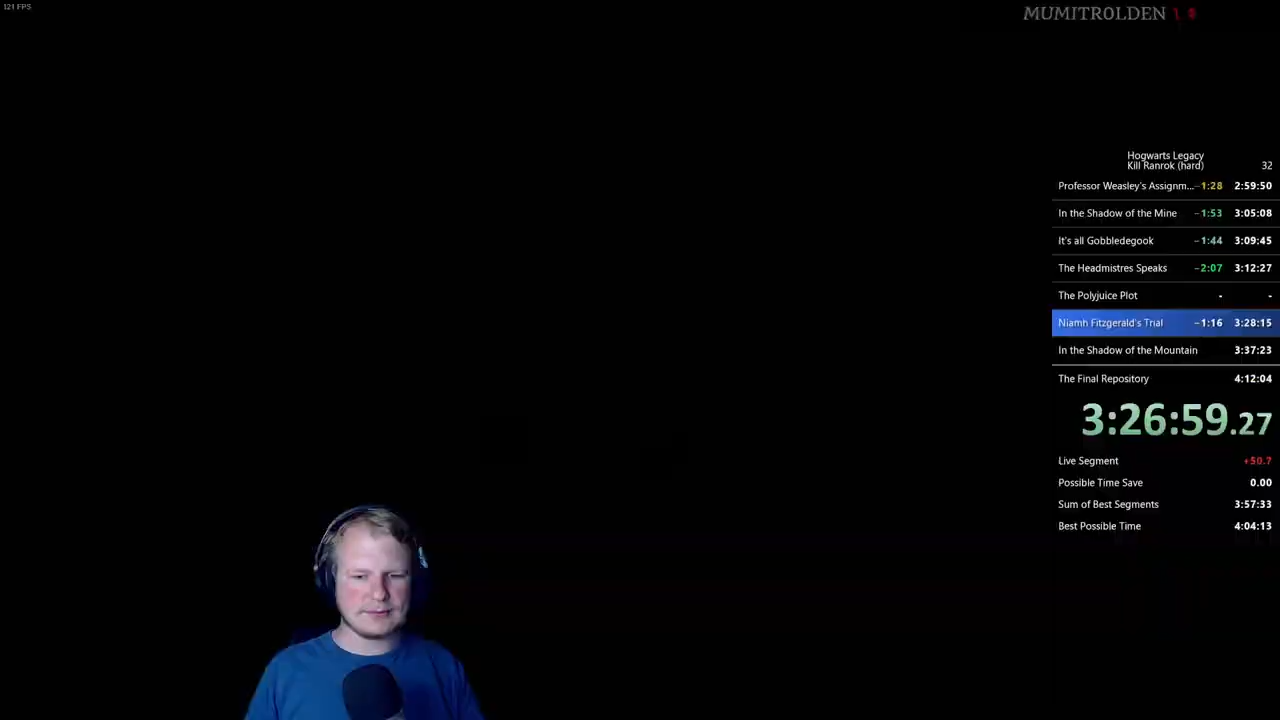 121 FPS
MUMITROLDEN
Hogwarts Legacy
Kill Ranrok (hard) 32
Professor Weasley's Assignm... -1:28 2:59:50
In the Shadow of the Mine -1:53 3:05:08
It's all Gobbledegook -1:44 3:09:45
The Headmistres Speaks -2:07 3:12:27
The Polyjuice Plot - -
Niamh Fitzgerald's Trial -1:16 3:28:15
In the Shadow of the Mountain 3:37:23
The Final Repository 4:12:04
3:26:59.27
Live Segment +50.7
Possible Time Save 0.00
Sum of Best Segments 3:57:33
Best Possible Time 4:04:13